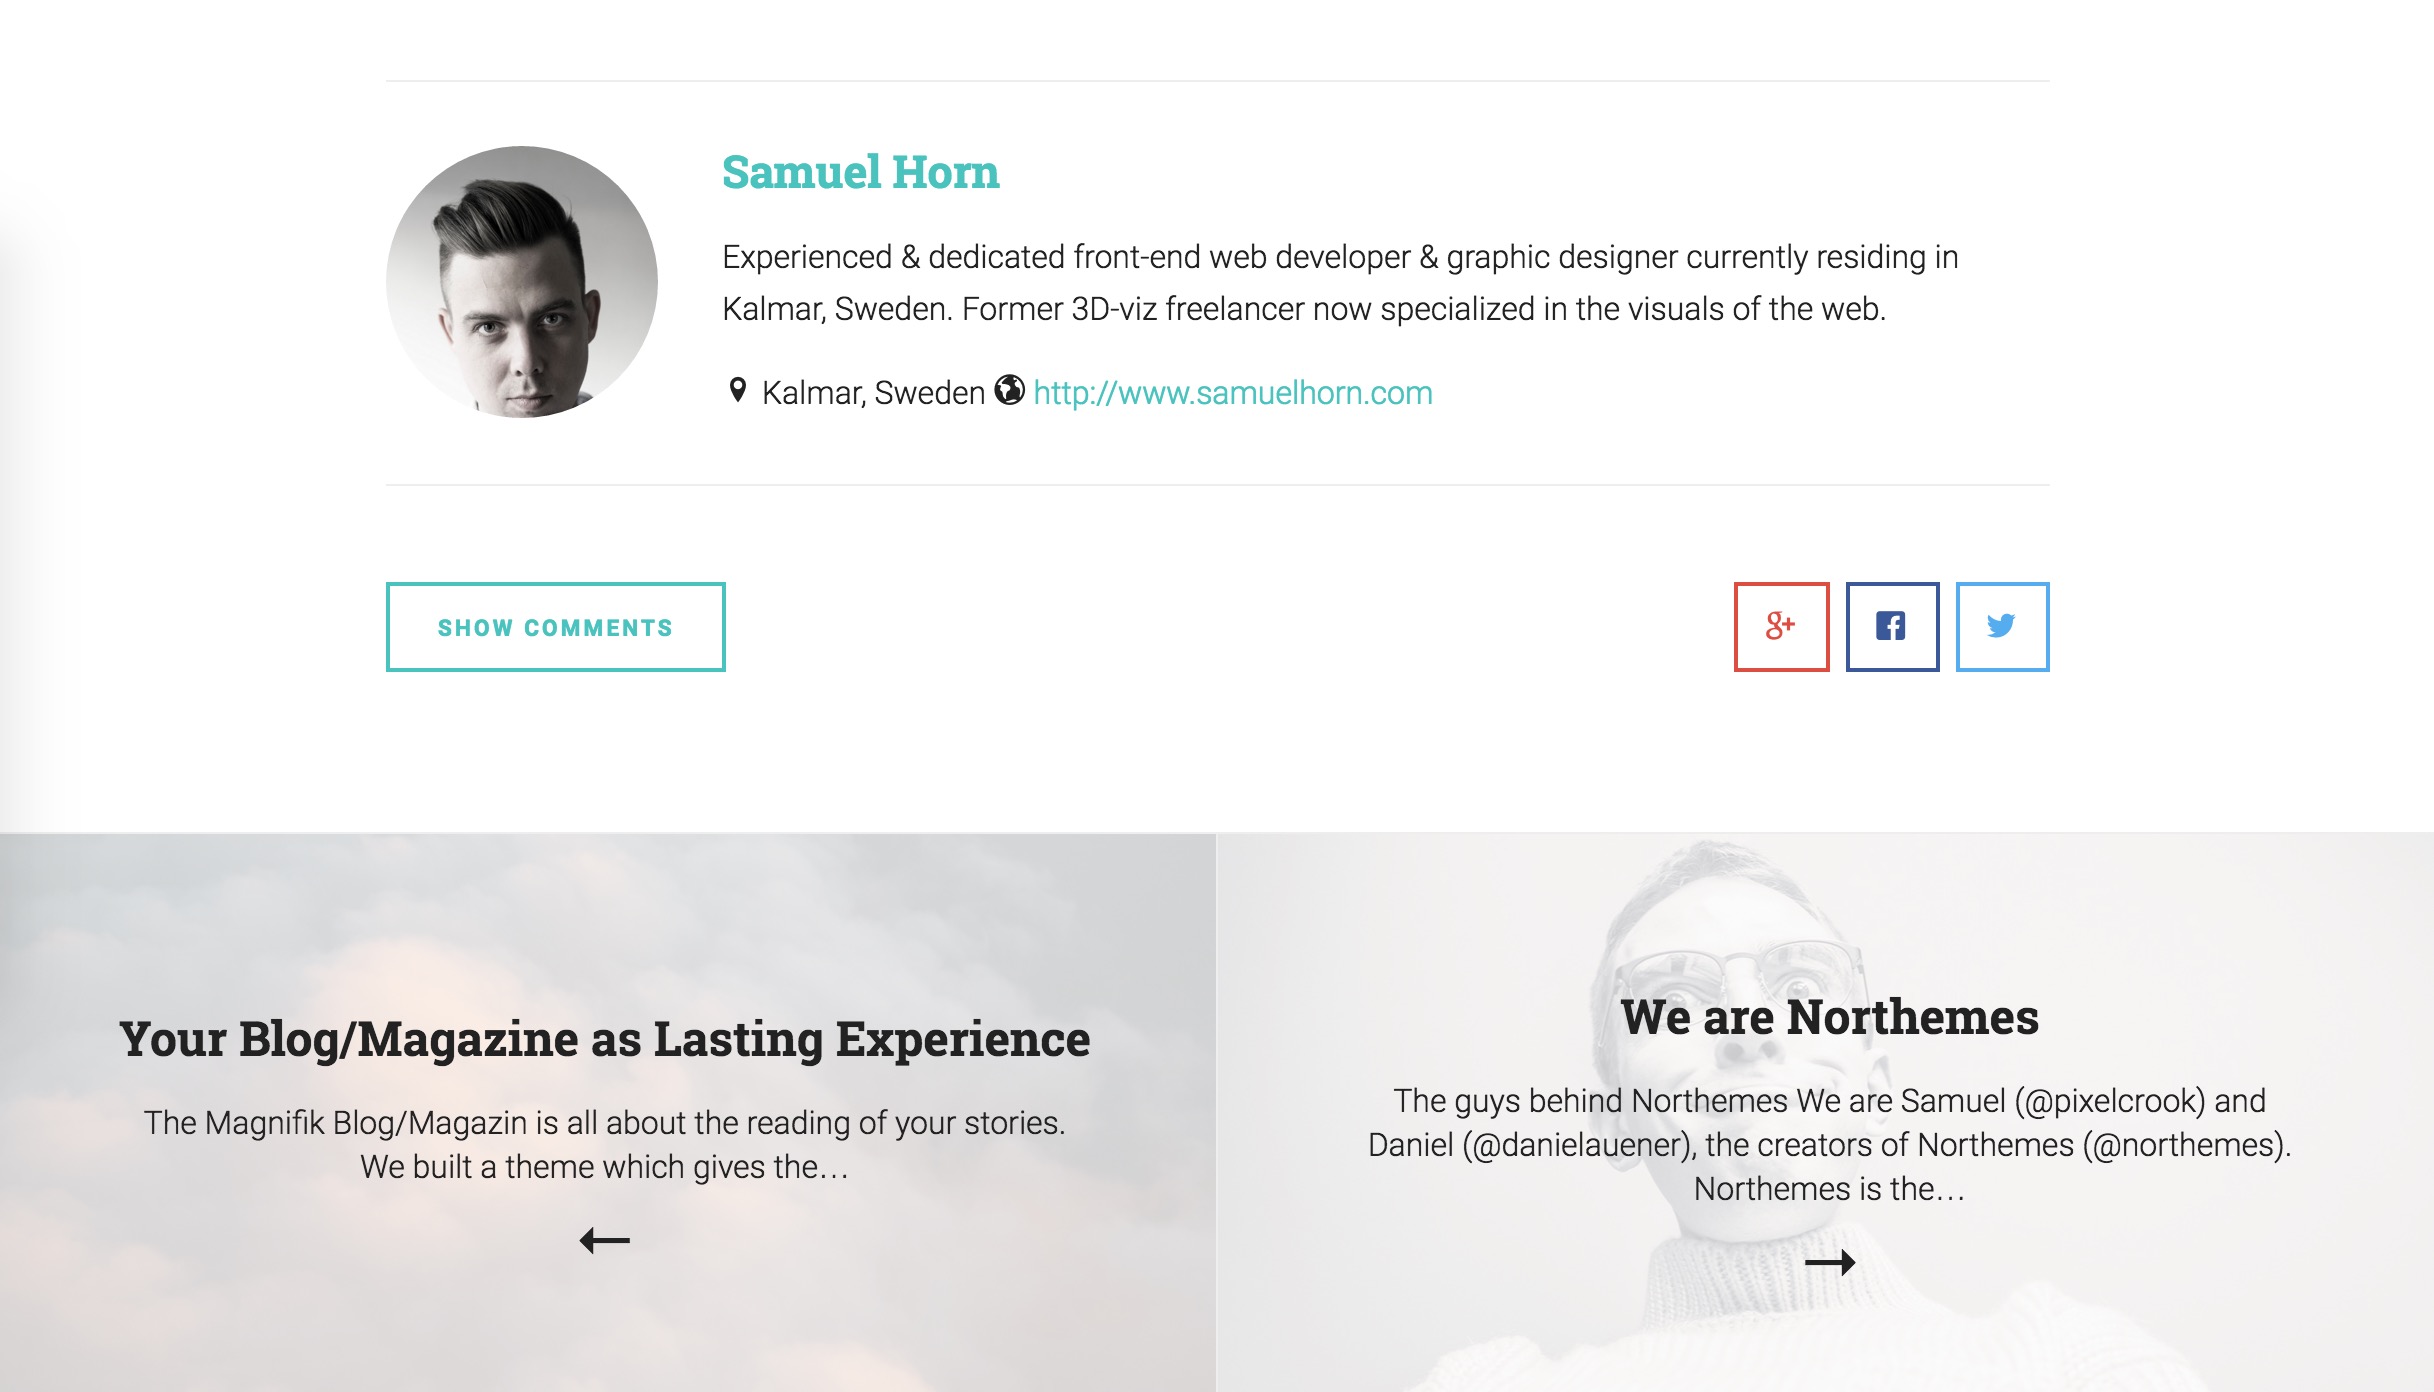 Samuel Horn
Experienced & dedicated front-end web developer & graphic designer currently residing in
Kalmar, Sweden. Former 3D-viz freelancer now specialized in the visuals of the web.
Kalmar, Sweden http://www.samuelhorn.com
SHOW COMMENTS
g+
Your Blog/Magazine as Lasting Experience
The Magnifik Blog/Magazin is all about the reading of your stories.
We built a theme which gives the…
We are Northemes
The guys behind Northemes We are Samuel (@pixelcrook) and
Daniel (@danielauener), the creators of Northemes (@northemes).
Northemes is the…